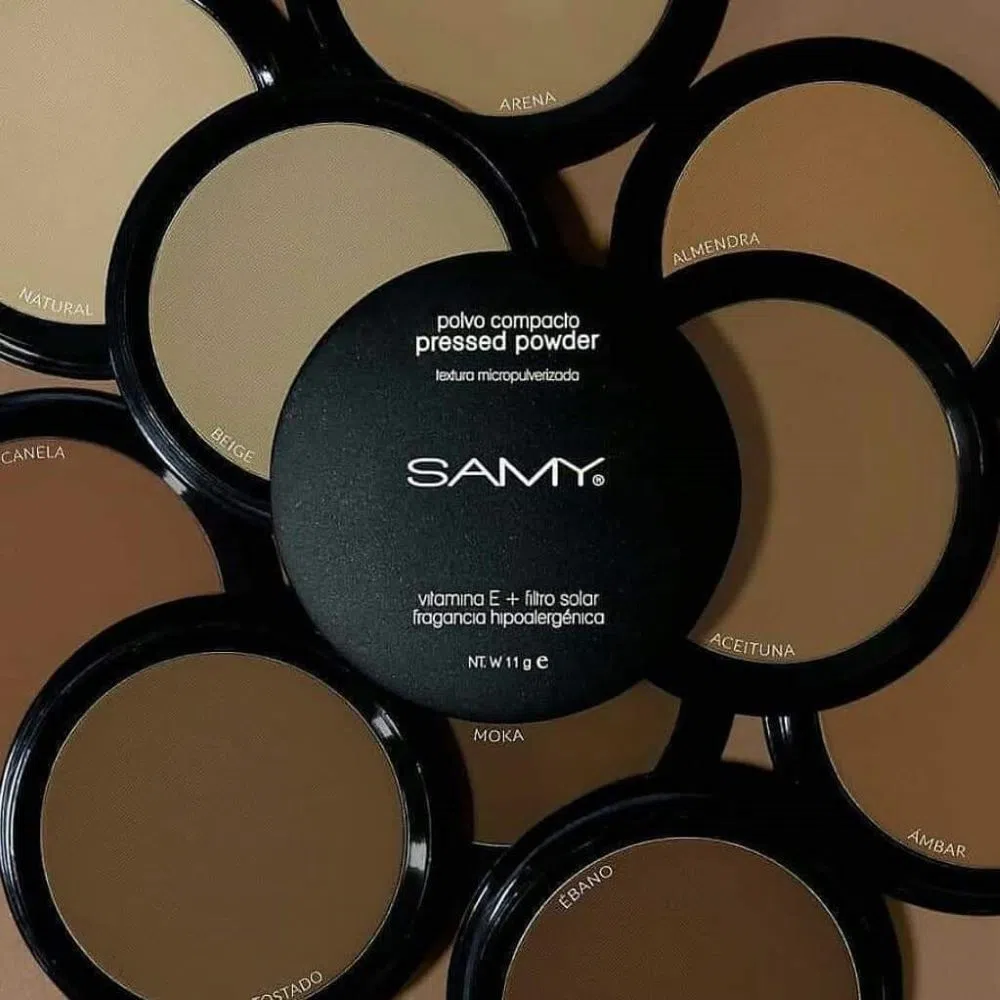 ARENA
ALMENDRA
NATURAL
polvo compacto
pressed powder
textura micropulverizada
BEIGE
CANELA
SAMY®
vitamina E + filtro solar
fragancia hipoalergénica
ACEITUNA
NT. W 11 g e
MOKA
ÁMBAR
ÉBANO
TOSTADO